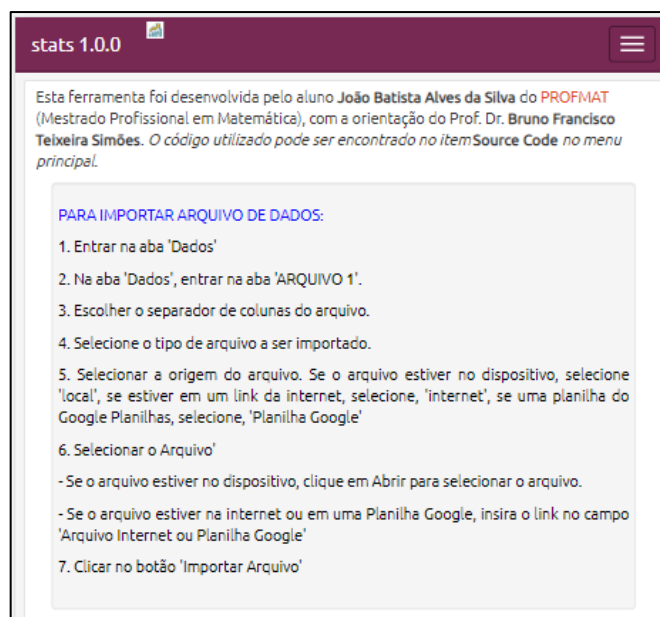 stats 1.0.0
Esta ferramenta foi desenvolvida pelo aluno João Batista Alves da Silva do PROFMAT
(Mestrado Profissional em Matemática), com a orientação do Prof. Dr. Bruno Francisco
Teixeira Simões. O código utilizado pode ser encontrado no item Source Code no menu
principal.
PARA IMPORTAR ARQUIVO DE DADOS:
1. Entrar na aba 'Dados'
2. Na aba 'Dados', entrar na aba 'ARQUIVO 1'.
3. Escolher o separador de colunas do arquivo.
4. Selecione o tipo de arquivo a ser importado.
5. Selecionar a origem do arquivo. Se o arquivo estiver no dispositivo, selecione
'local', se estiver em um link da internet, selecione, 'internet', se uma planilha do
Google Planilhas, selecione, 'Planilha Google'
6. Selecionar o Arquivo'
- Se o arquivo estiver no dispositivo, clique em Abrir para selecionar o arquivo.
- Se o arquivo estiver na internet ou em uma Planilha Google, insira o link no campo
'Arquivo Internet ou Planilha Google'
7. Clicar no botão 'Importar Arquivo'